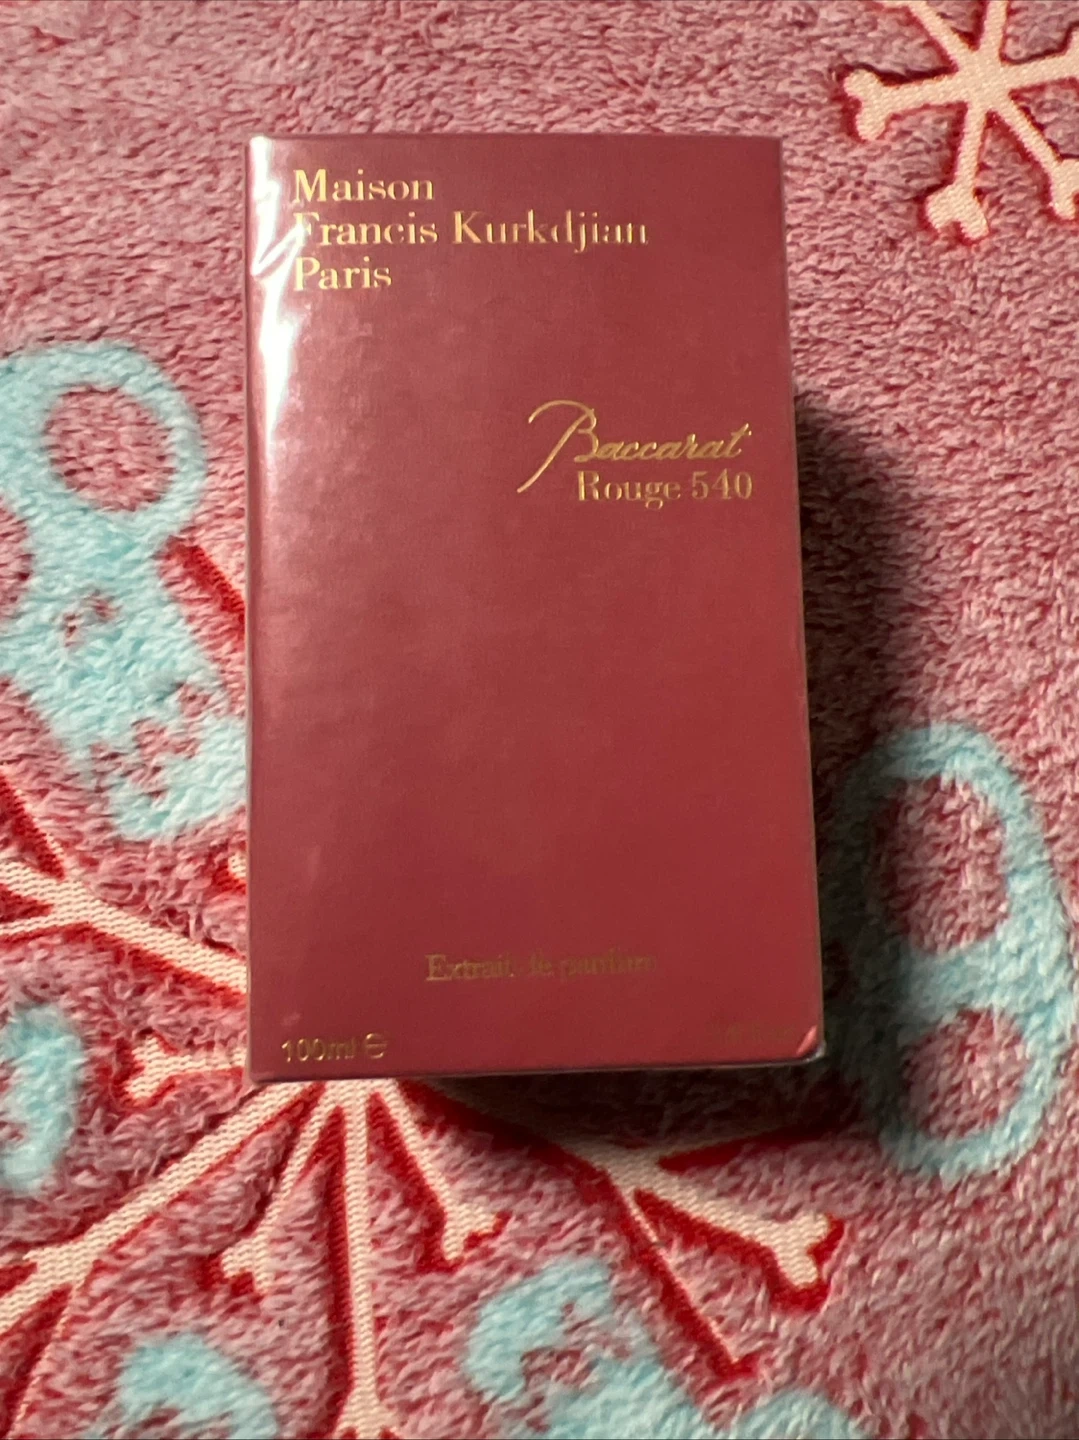 Maison
Francis Kurkdjian
Paris
Baccarat
Rouge 540
Extrait de parfum
100ml ℮